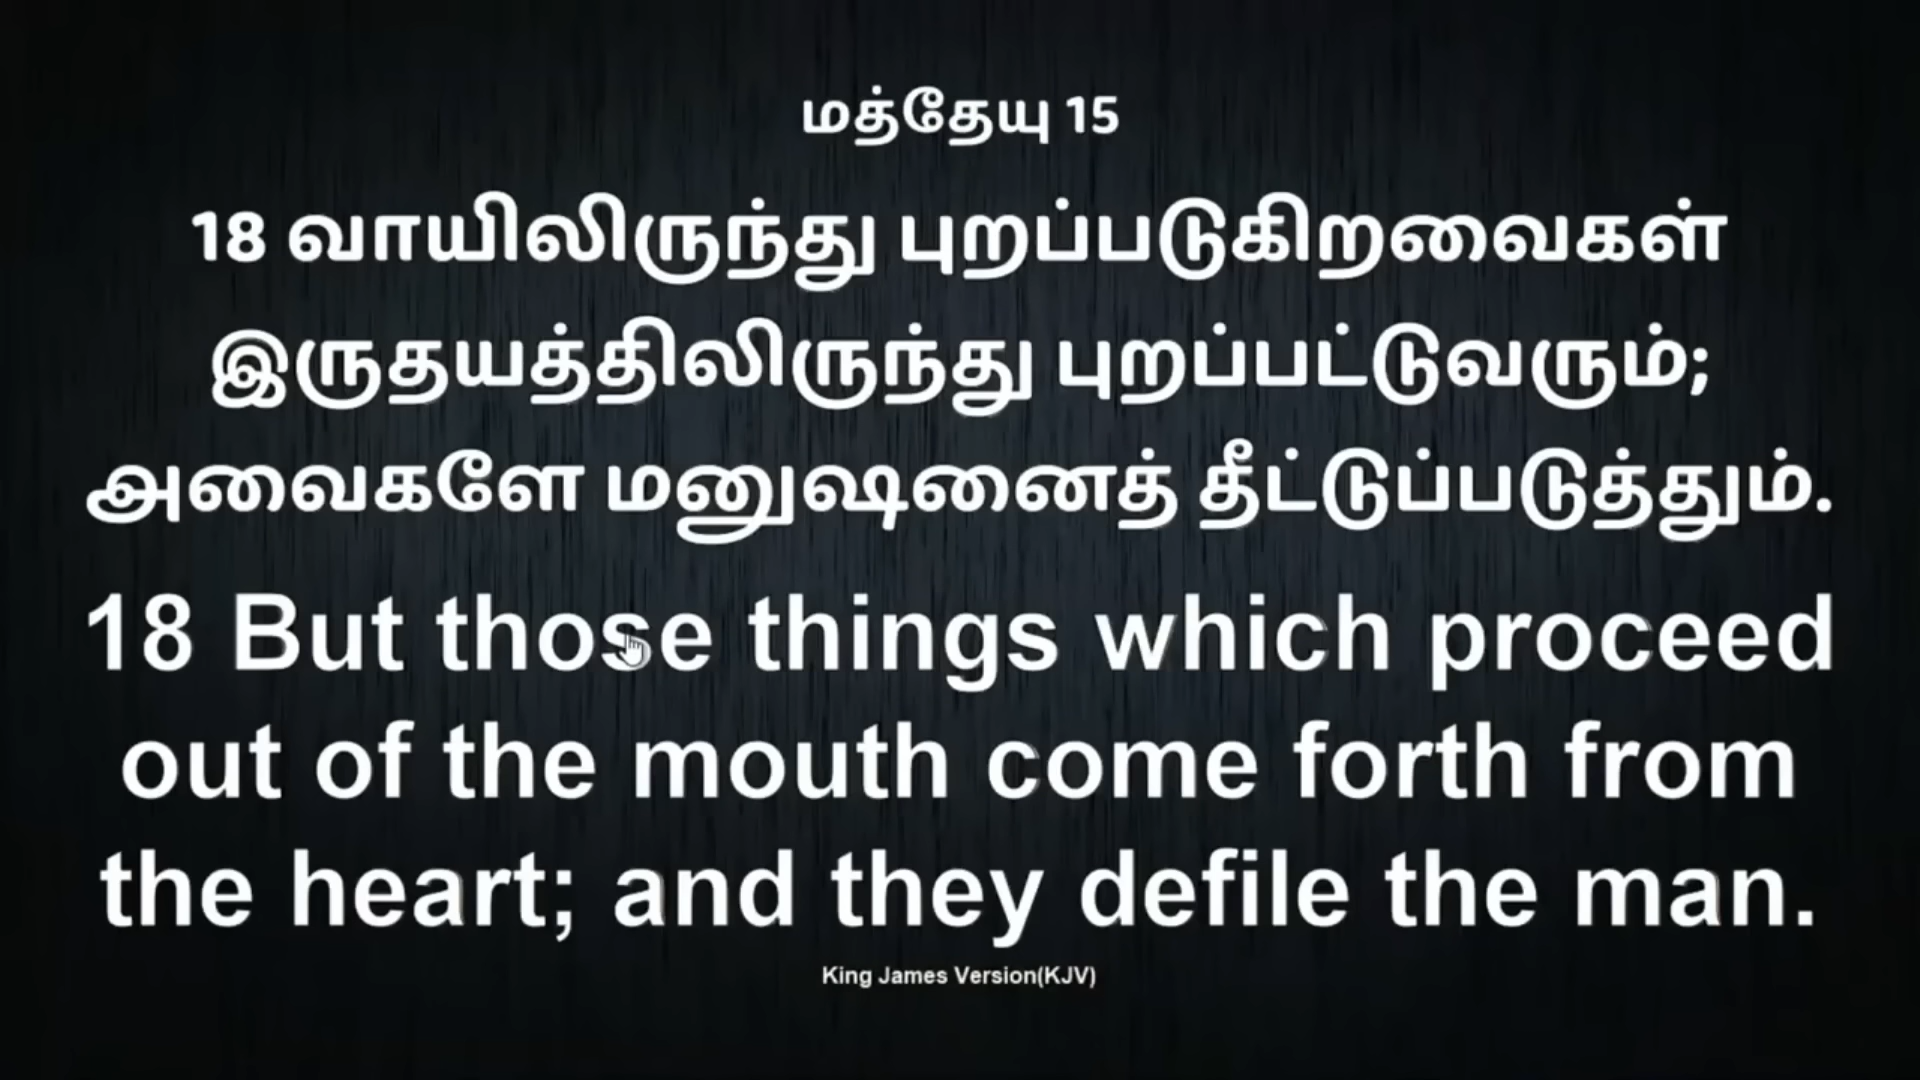 மத்தேயு 15
18 வாயிலிருந்து புறப்படுகிறவைகள்
இருதயத்திலிருந்து புறப்பட்டுவரும்;
அவைகளே மனுஷனைத் தீட்டுப்படுத்தும்.
18 But those things which proceed
out of the mouth come forth from
the heart; and they defile the man.
King James Version(KJV)